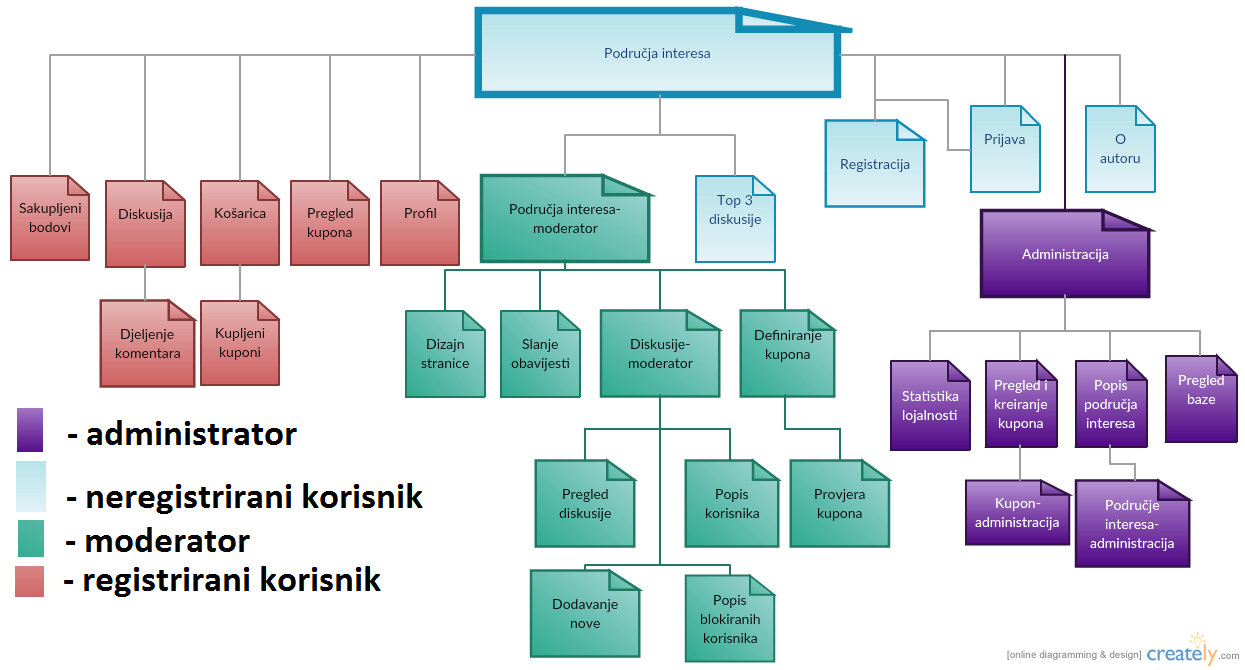 Područja interesa
Registracija
Prijava
O
autoru
Sakupljeni
bodovi
Diskusija
Košarica
Pregled
kupona
Profil
Područja interesa-
moderator
Top 3
diskusije
Administracija
Djeljenje
komentara
Kupljeni
kuponi
Dizajn
stranice
Slanje
obavijesti
Diskusije-
moderator
Definiranje
kupona
Statistika
lojalnosti
Pregled i
kreiranje
kupona
Popis
područja
interesa
Pregled
baze
- administrator
- neregistrirani korisnik
- moderator
- registrirani korisnik
Pregled
diskusije
Popis
korisnika
Provjera
kupona
Kupon-
administracija
Područje
interesa-
administracija
Dodavanje
nove
Popis
blokiranih
korisnika
[online diagramming & design] creately.com